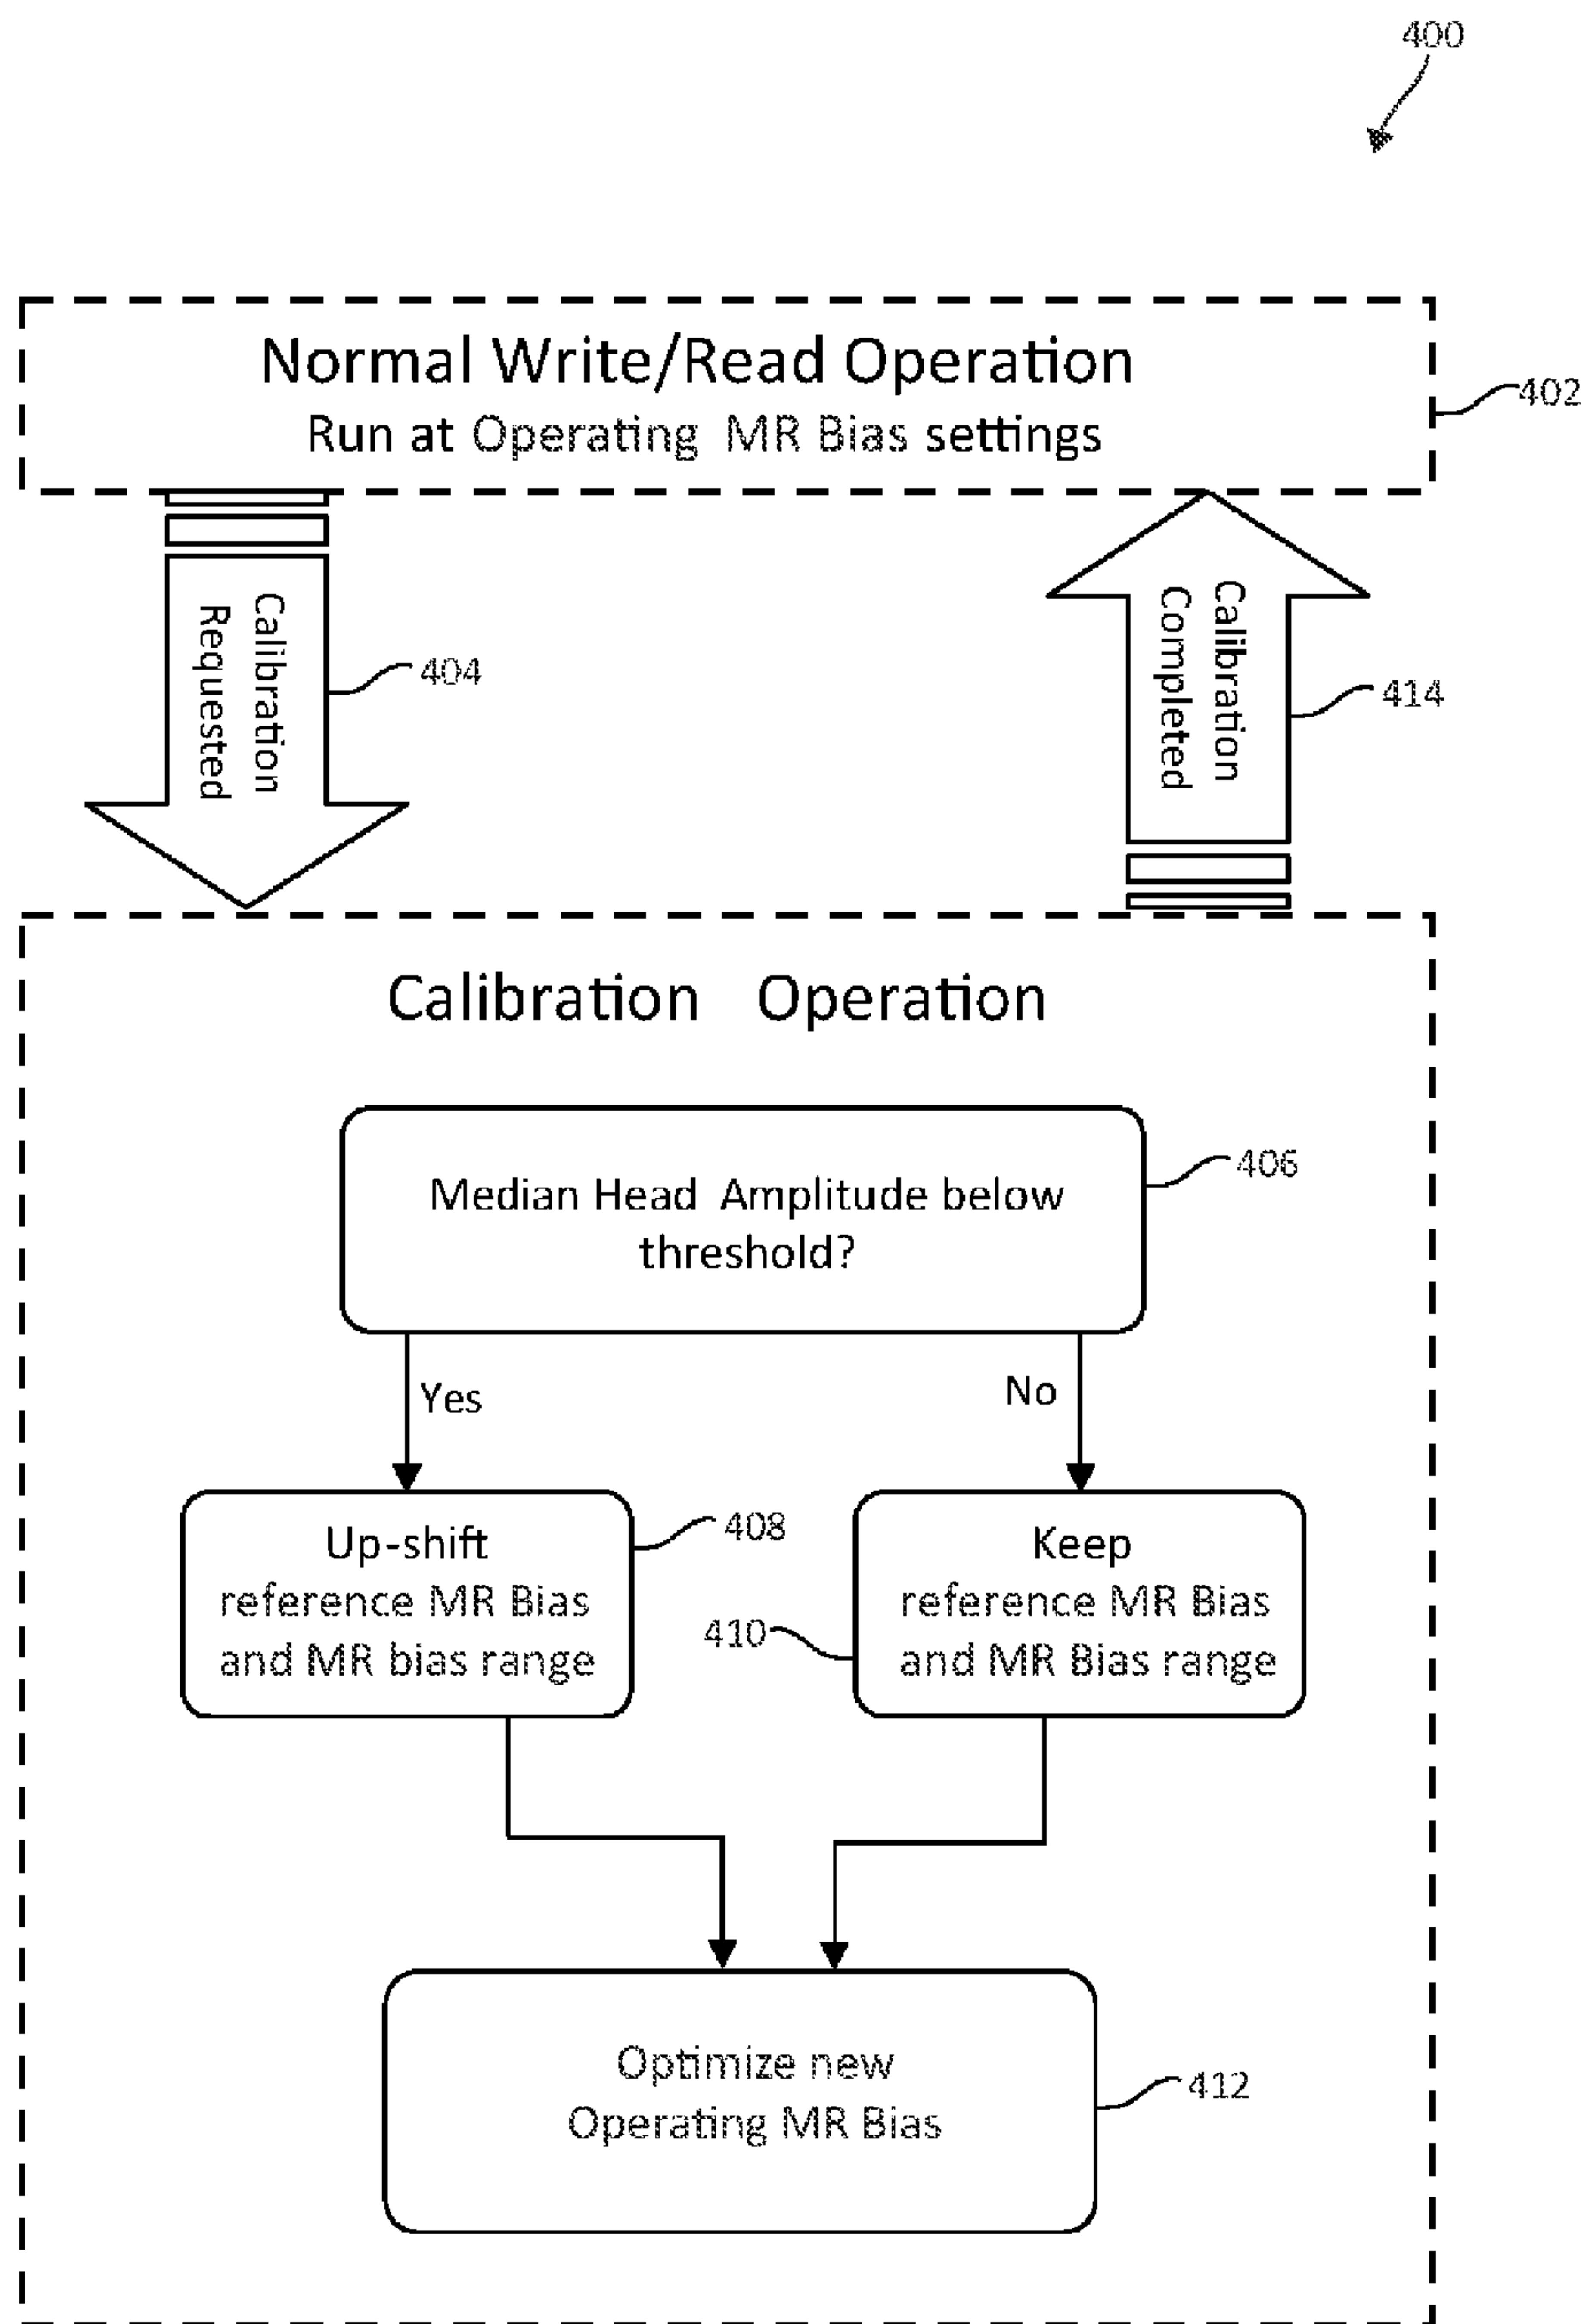 400
Normal Write/Read Operation
Run at Operating MR Bias settings
402
Calibration
Requested
404
Calibration
Completed
414
Calibration Operation
Median Head Amplitude below
threshold?
406
Yes
No
Up-shift
reference MR Bias
and MR bias range
408
Keep
reference MR Bias
and MR Bias range
410
Optimize new
Operating MR Bias
412